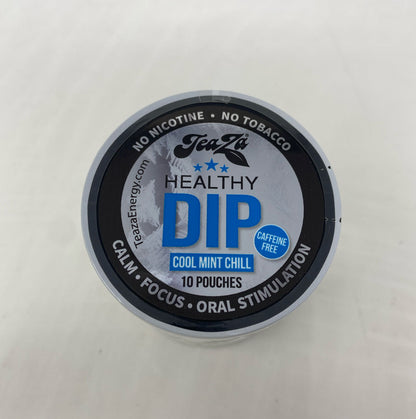 NO NICOTINE • NO TOBACCO
TeaZa®
HEALTHY
DIP
CAFFEINE
FREE
COOL MINT CHILL
10 POUCHES
TeazaEnergy.com
CALM • FOCUS • ORAL STIMULATION